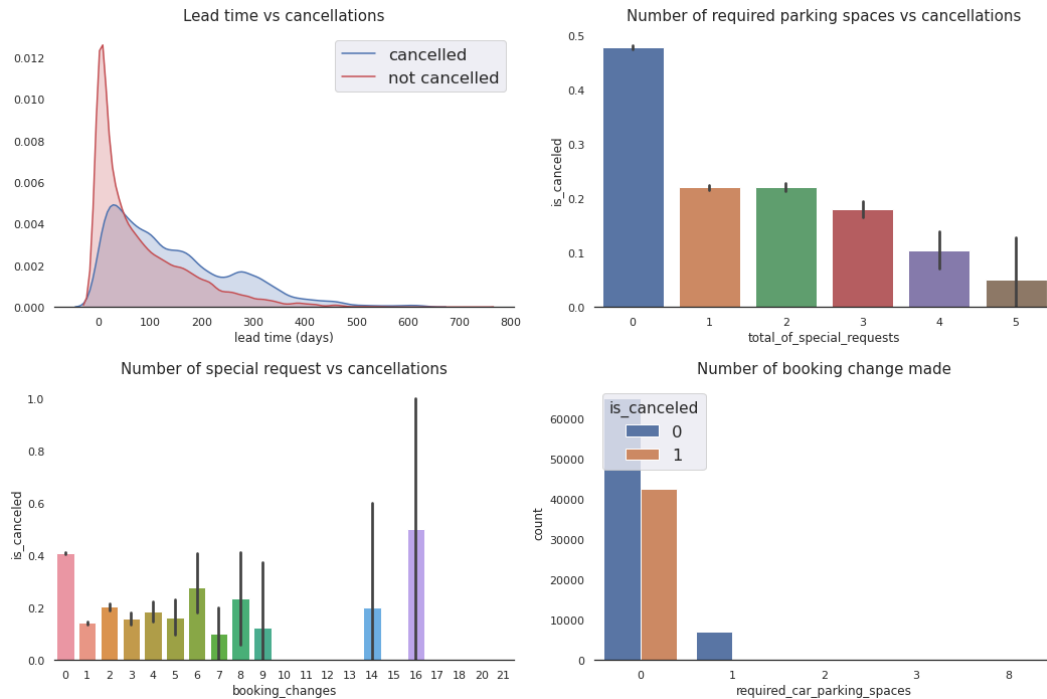 Lead time vs cancellations
0.012
0.010
0.008
0.006
0.004
0.002
0.000
cancelled
not cancelled
0 100 200 300 400 500 600 700 800
lead time (days)
Number of required parking spaces vs cancellations
0.5
0.4
0.3
0.2
0.1
0.0
is_canceled
0 1 2 3 4 5
total_of_special_requests
Number of special request vs cancellations
1.0
0.8
0.6
0.4
0.2
0.0
is_canceled
0 1 2 3 4 5 6 7 8 9 10 11 12 13 14 15 16 17 18 20 21
booking_changes
Number of booking change made
60000
50000
40000
30000
20000
10000
0
count
is_canceled
0
1
0 1 2 3 8
required_car_parking_spaces